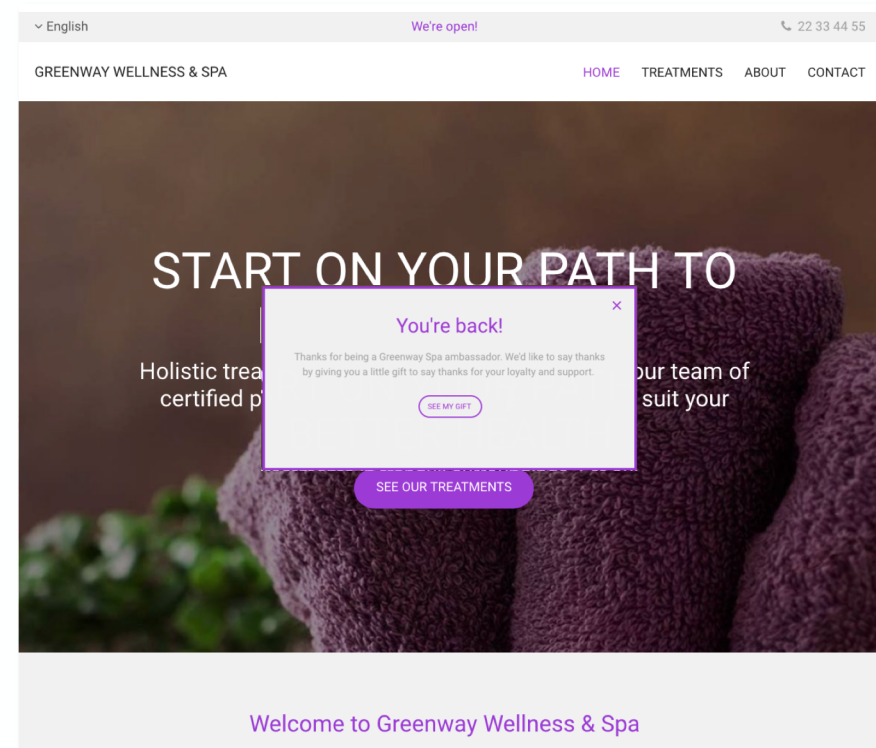 English
We're open!
22 33 44 55
GREENWAY WELLNESS & SPA
HOME
TREATMENTS
ABOUT
CONTACT
START ON YOUR PATH TO
You're back!
Thanks for being a Greenway Spa ambassador. We'd like to say thanks
by giving you a little gift to say thanks for your loyalty and support.
SEE MY GIFT
Holistic
our team of
certified
suit your
SEE OUR TREATMENTS
Welcome to Greenway Wellness & Spa